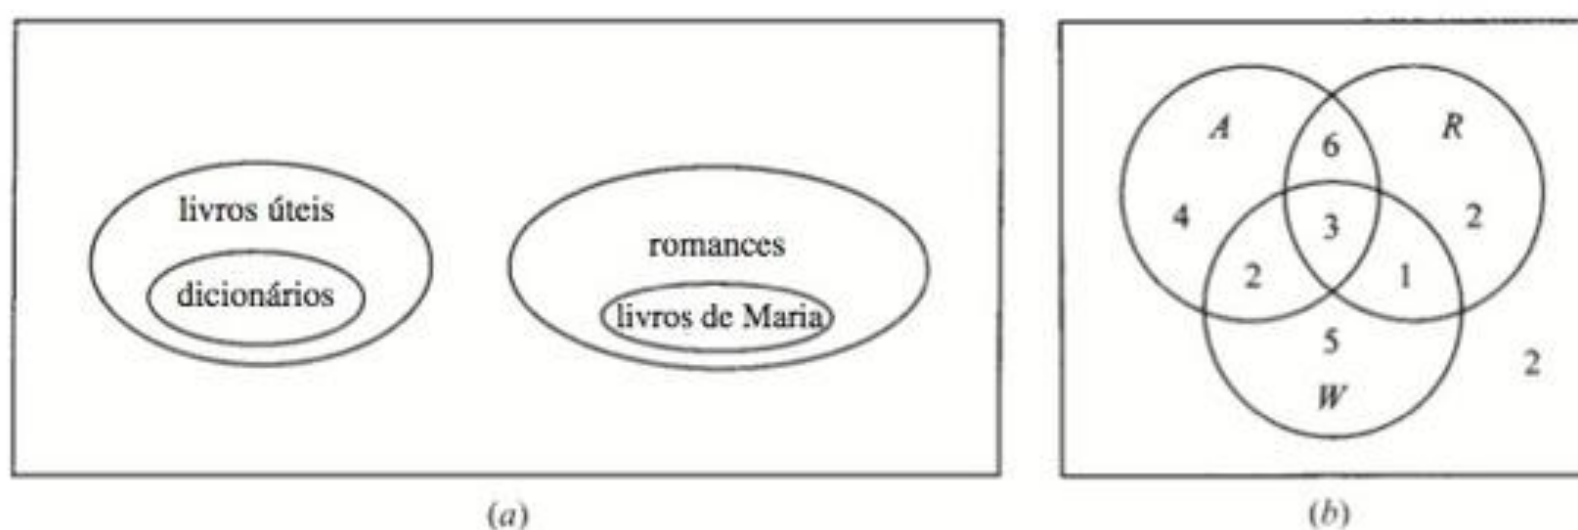 livros úteis
dicionários
romances
livros de Maria
(a)
A
R
6
4
3
2
2
1
5
2
W
(b)